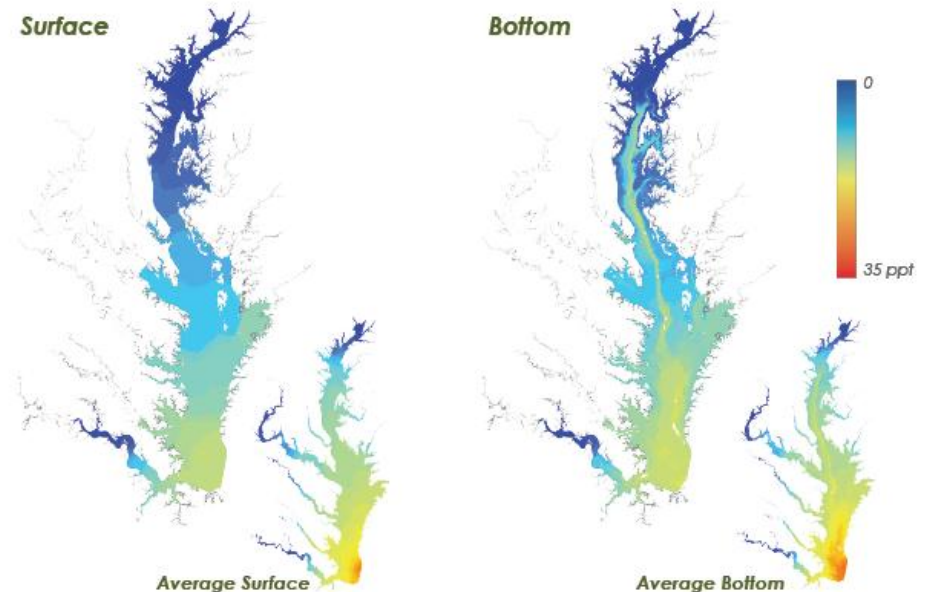 Surface
Bottom
0
35 ppt
Average Surface
Average Bottom